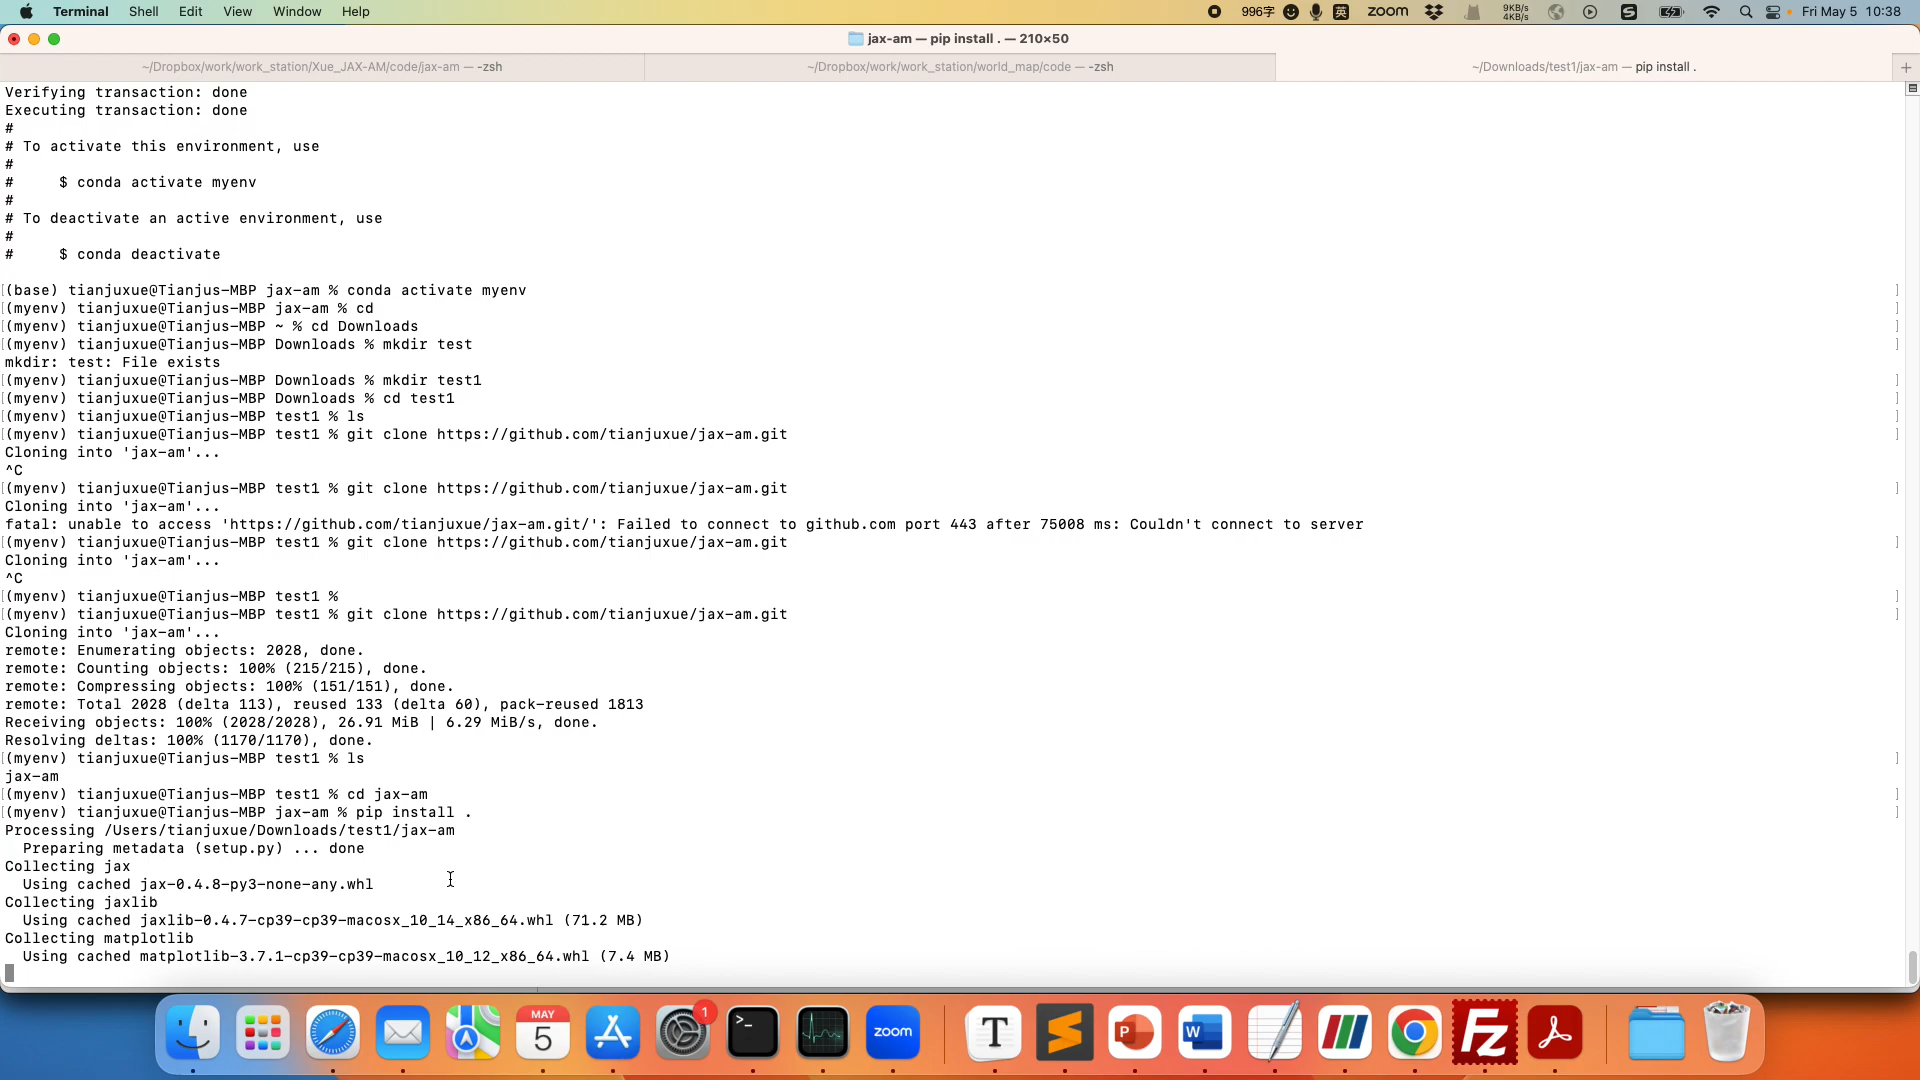 Terminal Shell Edit View Window Help 996字 英 zoom 9KB/s 4KB/s Fri May 5 10:38
jax-am — pip install . — 210×50
~/Dropbox/work/work_station/Xue_JAX-AM/code/jax-am — -zsh ~/Dropbox/work/work_station/world_map/code — -zsh ~/Downloads/test1/jax-am — pip install .
Verifying transaction: done
Executing transaction: done
#
# To activate this environment, use
#
#     $ conda activate myenv
#
# To deactivate an active environment, use
#
#     $ conda deactivate
[(base) tianjuxue@Tianjus-MBP jax-am % conda activate myenv ]
[(myenv) tianjuxue@Tianjus-MBP jax-am % cd ]
[(myenv) tianjuxue@Tianjus-MBP ~ % cd Downloads ]
[(myenv) tianjuxue@Tianjus-MBP Downloads % mkdir test ]
mkdir: test: File exists
[(myenv) tianjuxue@Tianjus-MBP Downloads % mkdir test1 ]
[(myenv) tianjuxue@Tianjus-MBP Downloads % cd test1 ]
[(myenv) tianjuxue@Tianjus-MBP test1 % ls ]
[(myenv) tianjuxue@Tianjus-MBP test1 % git clone https://github.com/tianjuxue/jax-am.git ]
Cloning into 'jax-am'...
^C
[(myenv) tianjuxue@Tianjus-MBP test1 % git clone https://github.com/tianjuxue/jax-am.git ]
Cloning into 'jax-am'...
fatal: unable to access 'https://github.com/tianjuxue/jax-am.git/': Failed to connect to github.com port 443 after 75008 ms: Couldn't connect to server
[(myenv) tianjuxue@Tianjus-MBP test1 % git clone https://github.com/tianjuxue/jax-am.git ]
Cloning into 'jax-am'...
^C
[(myenv) tianjuxue@Tianjus-MBP test1 % ]
[(myenv) tianjuxue@Tianjus-MBP test1 % git clone https://github.com/tianjuxue/jax-am.git ]
Cloning into 'jax-am'...
remote: Enumerating objects: 2028, done.
remote: Counting objects: 100% (215/215), done.
remote: Compressing objects: 100% (151/151), done.
remote: Total 2028 (delta 113), reused 133 (delta 60), pack-reused 1813
Receiving objects: 100% (2028/2028), 26.91 MiB | 6.29 MiB/s, done.
Resolving deltas: 100% (1170/1170), done.
[(myenv) tianjuxue@Tianjus-MBP test1 % ls ]
jax-am
[(myenv) tianjuxue@Tianjus-MBP test1 % cd jax-am ]
[(myenv) tianjuxue@Tianjus-MBP jax-am % pip install . ]
Processing /Users/tianjuxue/Downloads/test1/jax-am
  Preparing metadata (setup.py) ... done
Collecting jax
  Using cached jax-0.4.8-py3-none-any.whl
Collecting jaxlib
  Using cached jaxlib-0.4.7-cp39-cp39-macosx_10_14_x86_64.whl (71.2 MB)
Collecting matplotlib
  Using cached matplotlib-3.7.1-cp39-cp39-macosx_10_12_x86_64.whl (7.4 MB)
MAY 5 1 >_ zoom T P W Fz